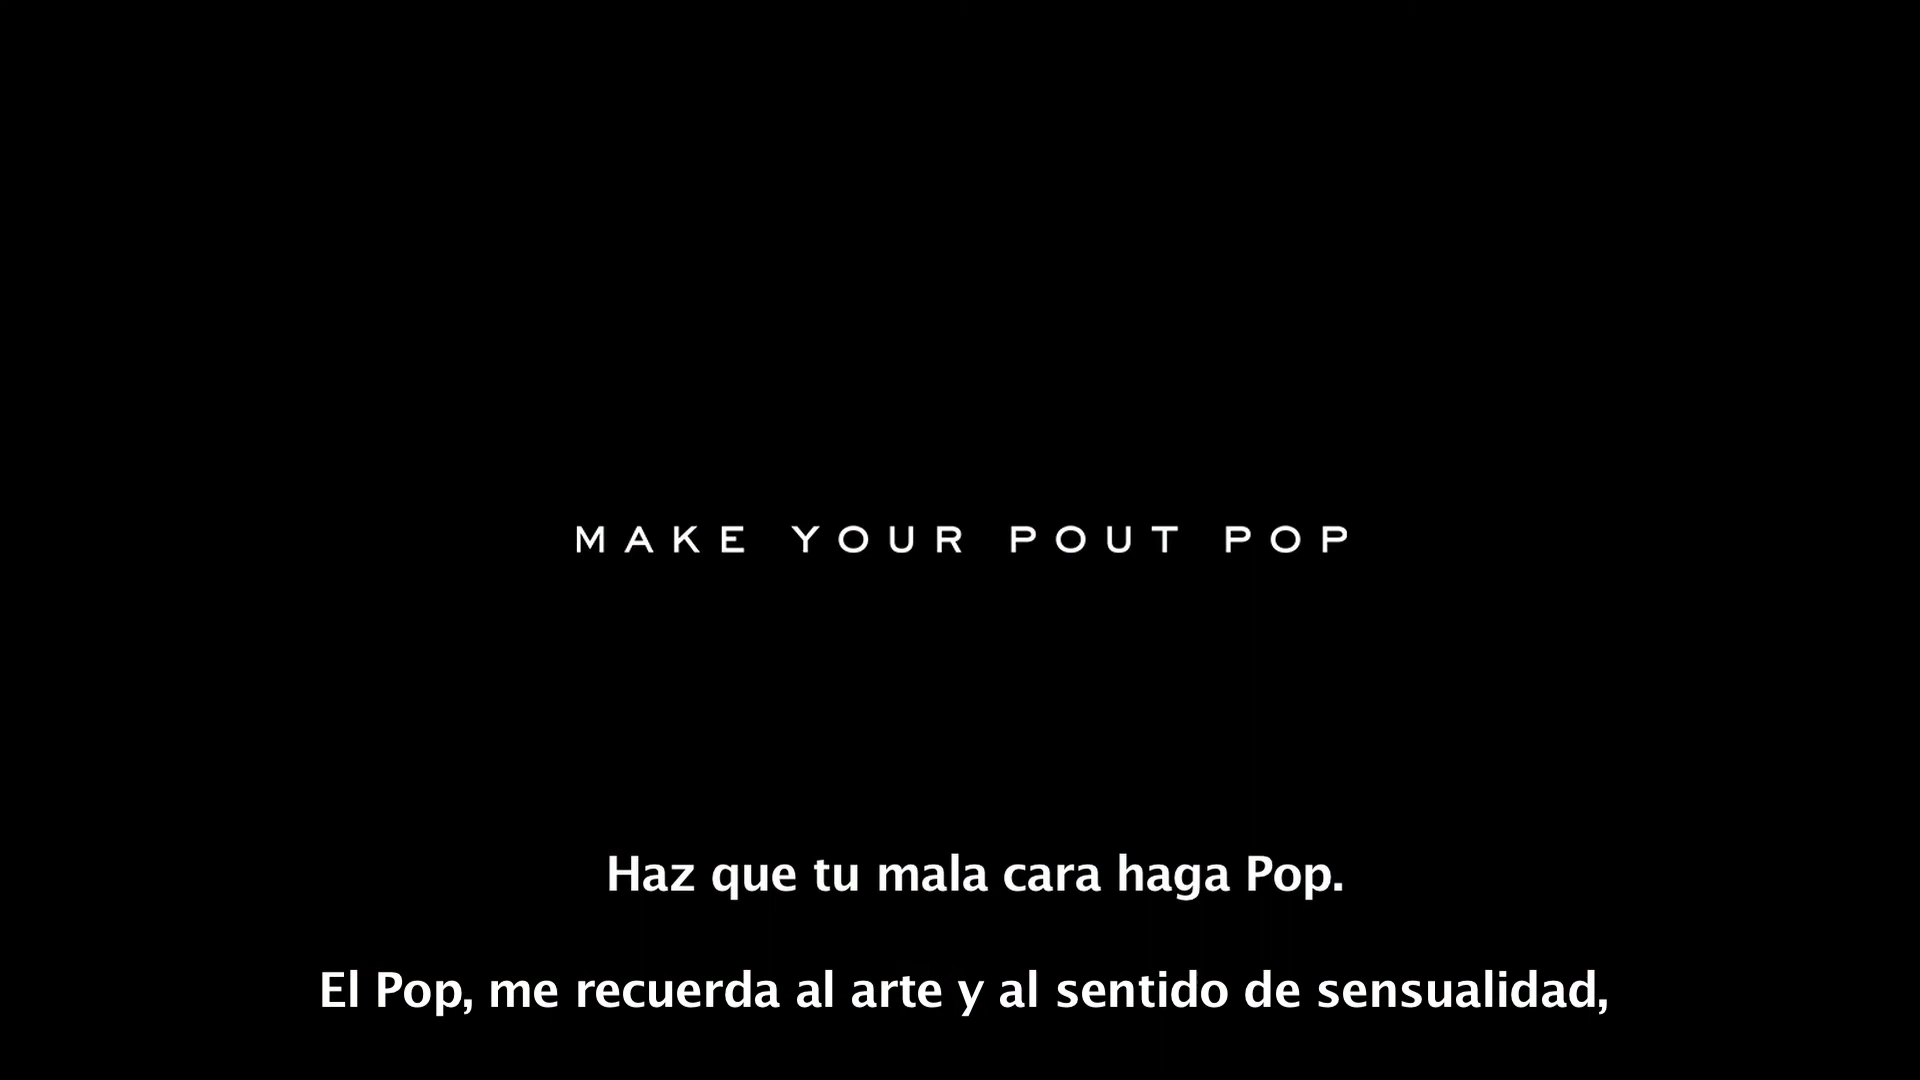 MAKE YOUR POUT POP
Haz que tu mala cara haga Pop.
El Pop, me recuerda al arte y al sentido de sensualidad,